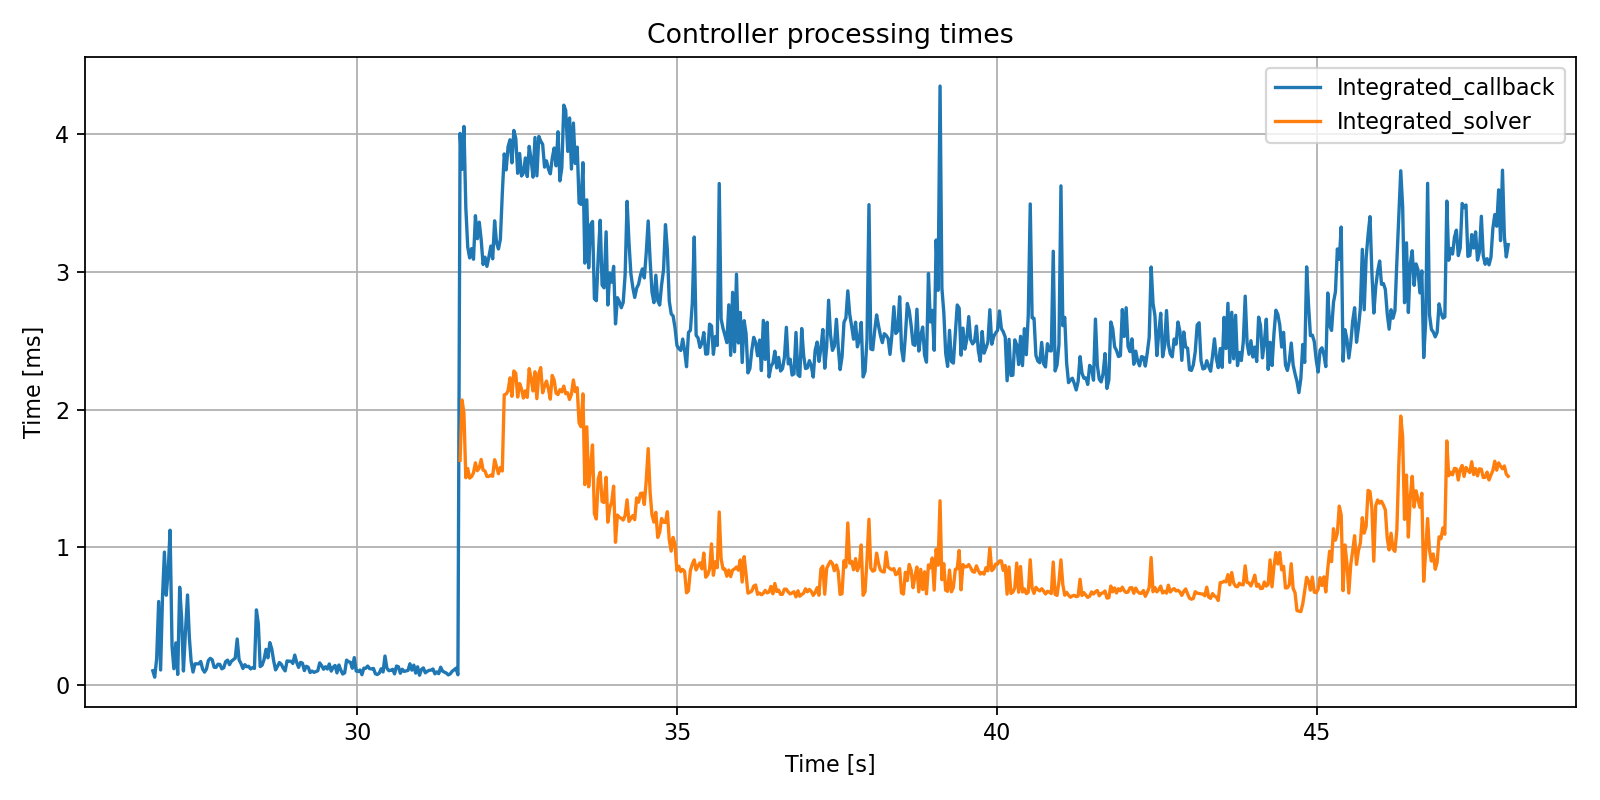 Controller processing times
Integrated_callback
Integrated_solver
4
3
2
1
0
Time [ms]
30
35
40
45
Time [s]